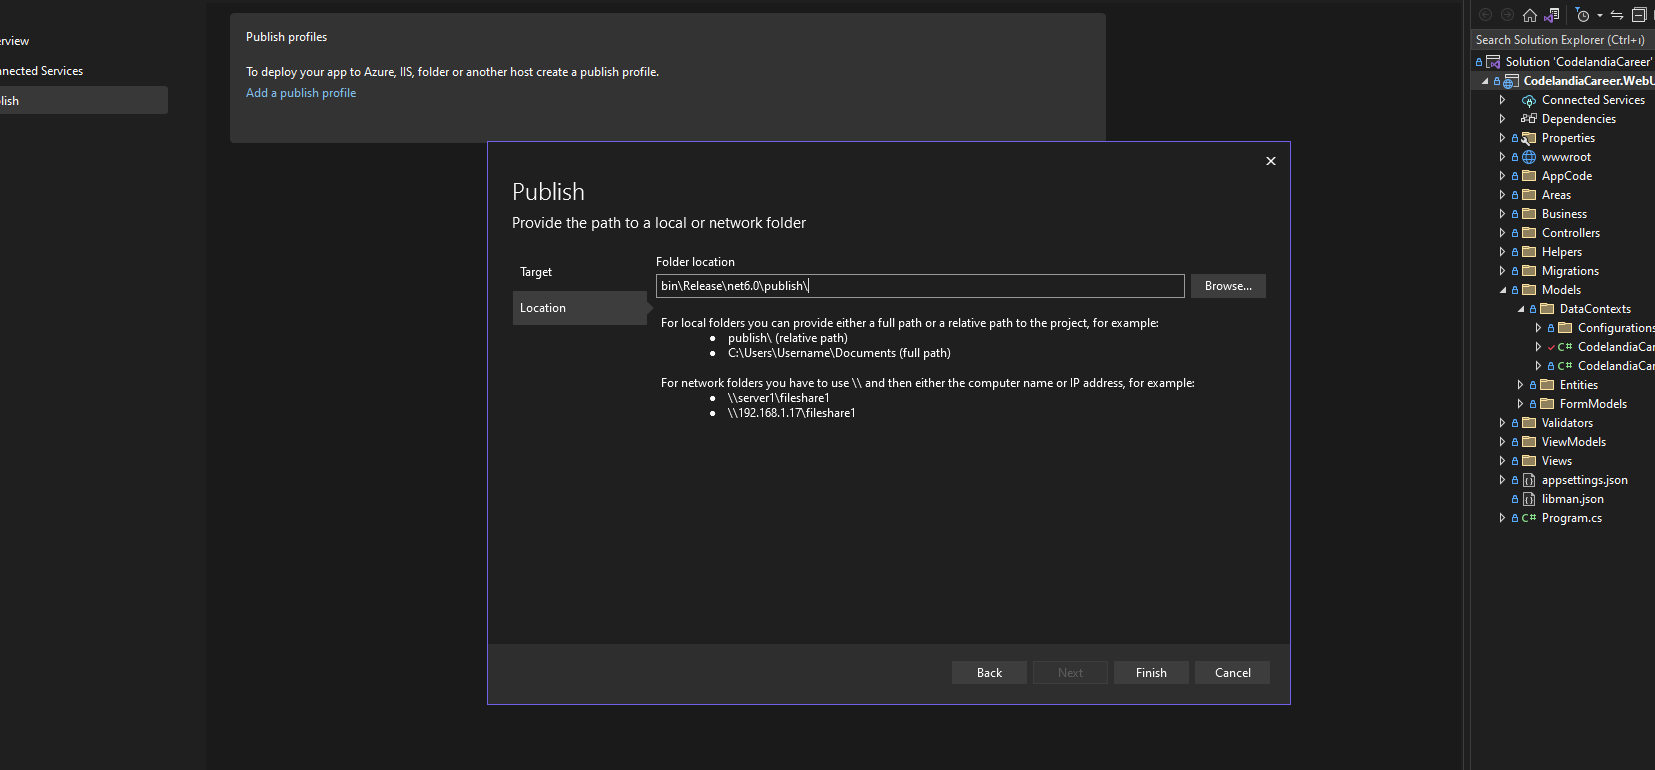 erview
nnected Services
lish
Publish profiles
To deploy your app to Azure, IIS, folder or another host create a publish profile.
Add a publish profile
Publish
Provide the path to a local or network folder
Target
Location
Folder location
bin\Release\net6.0\publish\
Browse...
For local folders you can provide either a full path or a relative path to the project, for example:
● publish\ (relative path)
● C:\Users\Username\Documents (full path)
For network folders you have to use \\ and then either the computer name or IP address, for example:
● \\server1\fileshare1
● \\192.168.1.17\fileshare1
Back
Next
Finish
Cancel
Search Solution Explorer (Ctrl+ı)
Solution 'CodelandiaCareer'
CodelandiaCareer.WebU
Connected Services
Dependencies
Properties
wwwroot
AppCode
Areas
Business
Controllers
Helpers
Migrations
Models
DataContexts
Configurations
C# CodelandiaCar
C# CodelandiaCar
Entities
FormModels
Validators
ViewModels
Views
appsettings.json
libman.json
C# Program.cs